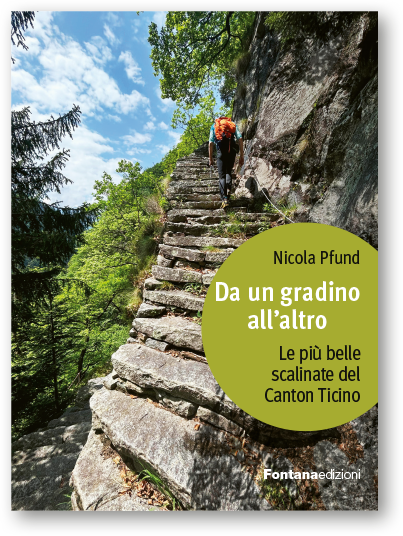 Nicola Pfund
Da un gradino
all'altro
Le più belle
scalinate del
Canton Ticino
Fontanaedizioni